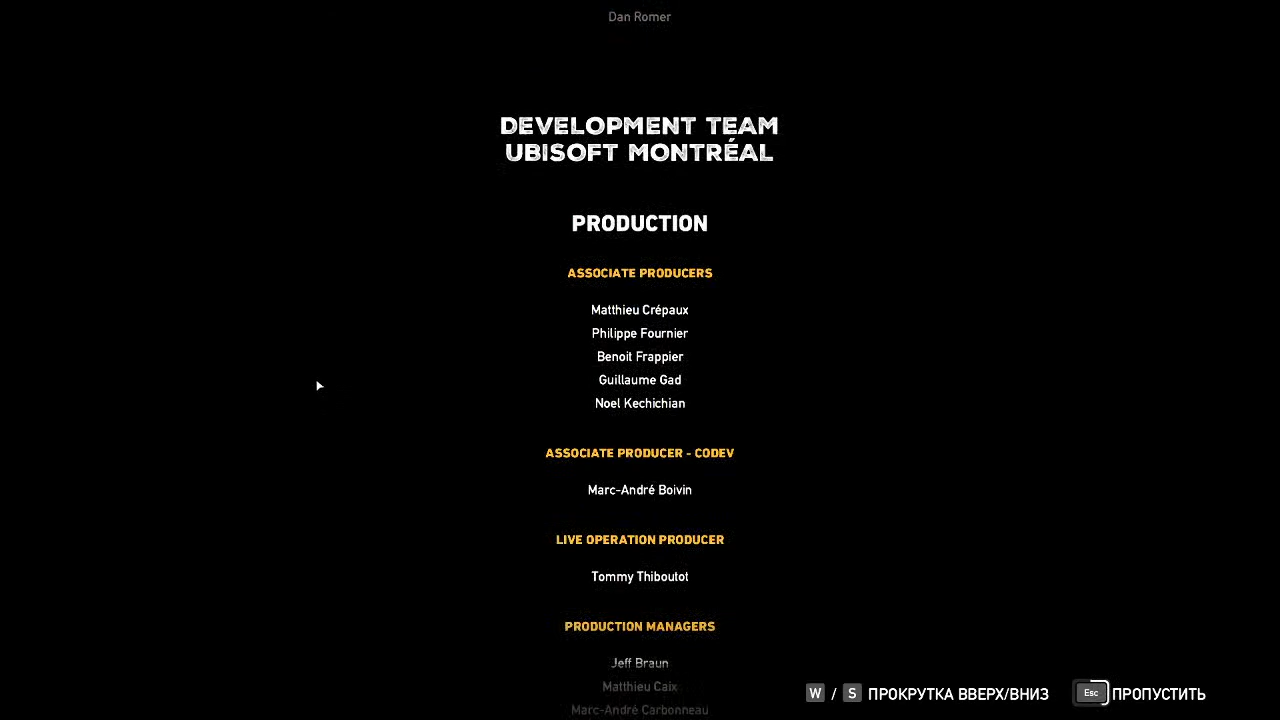 Dan Romer
DEVELOPMENT TEAM
UBISOFT MONTRÉAL
PRODUCTION
ASSOCIATE PRODUCERS
Matthieu Crépaux
Philippe Fournier
Benoit Frappier
Guillaume Gad
Noel Kechichian
ASSOCIATE PRODUCER - CODEV
Marc-André Boivin
LIVE OPERATION PRODUCER
Tommy Thiboutot
PRODUCTION MANAGERS
Jeff Braun
Matthieu Caix
Marc-André Carbonneau
W / S ПРОКРУТКА ВВЕРХ/ВНИЗ Esc ПРОПУСТИТЬ